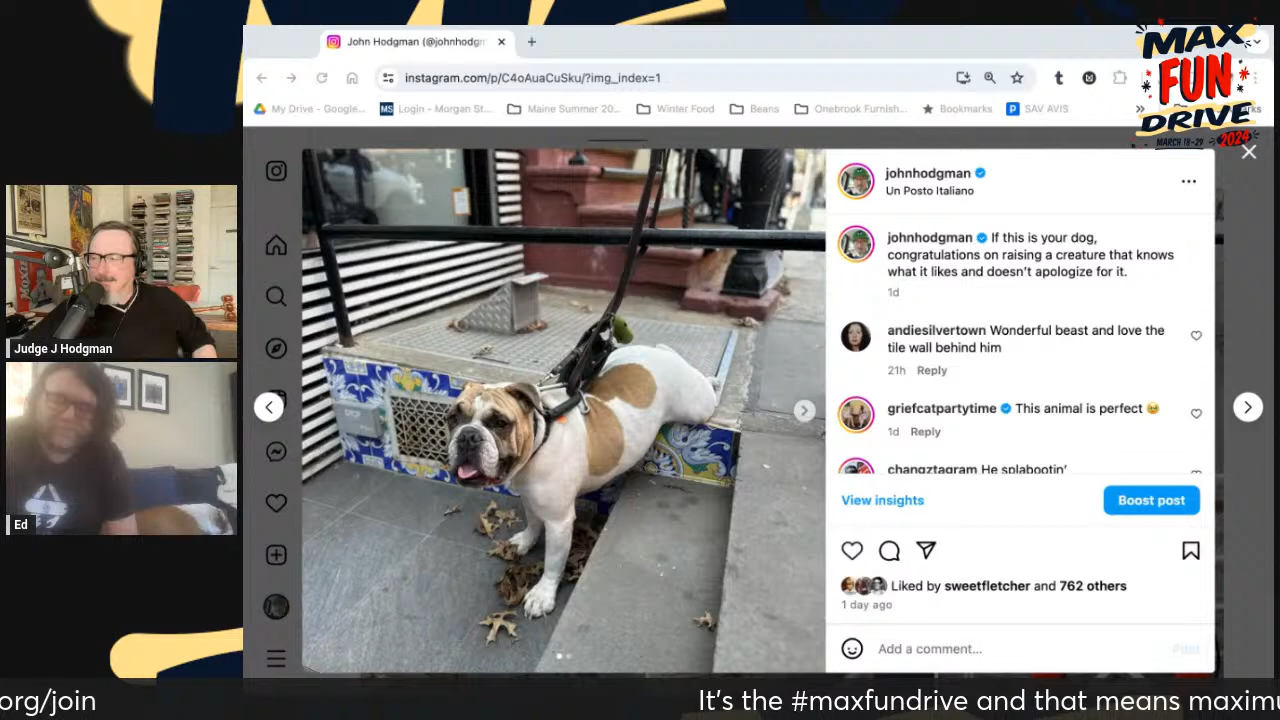 John Hodgman (@johnhodgm
instagram.com/p/C4oAuaCuSku/?img_index=1
My Drive - Google...
MS Login - Morgan St...
Maine Summer 20...
Winter Food
Beans
Onebrook Furnish...
Bookmarks
SAV AVIS
MAX
FUN
DRIVE
MARCH 18-29 2024
johnhodgman
Un Posto Italiano
johnhodgman If this is your dog,
congratulations on raising a creature that knows
what it likes and doesn't apologize for it.
1d
andiesilvertown Wonderful beast and love the
tile wall behind him
21h Reply
griefcatpartytime This animal is perfect 🥹
1d Reply
changztagram He splabootin'
View insights
Boost post
Liked by sweetfletcher and 762 others
1 day ago
Add a comment...
Post
Judge J Hodgman
Ed
org/join
It's the #maxfundrive and that means maximu